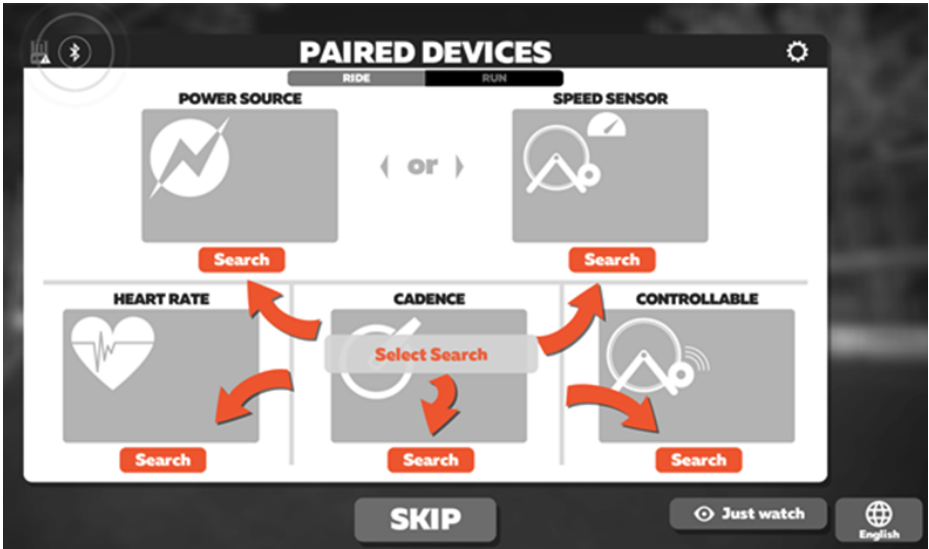 PAIRED DEVICES
RIDE RUN
POWER SOURCE
SPEED SENSOR
or
Search
Search
HEART RATE
CADENCE
CONTROLLABLE
Select Search
Search
Search
Search
SKIP
Just watch
English